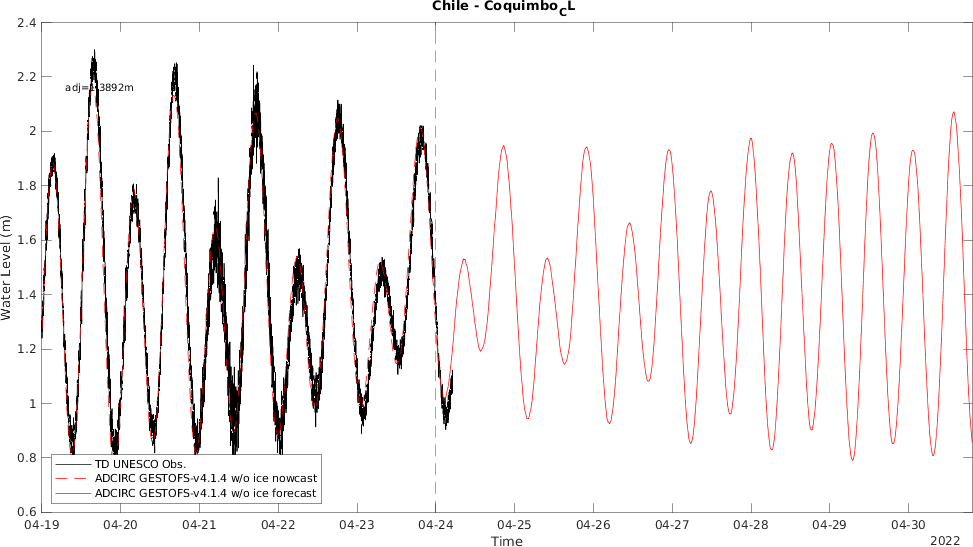 Chile - Coquimbo_CL
2.4
2.2
2
1.8
1.6
1.4
1.2
1
0.8
0.6
Water Level (m)
adj=1.3892m
TD UNESCO Obs.
ADCIRC GESTOFS-v4.1.4 w/o ice nowcast
ADCIRC GESTOFS-v4.1.4 w/o ice forecast
04-19 04-20 04-21 04-22 04-23 04-24 04-25 04-26 04-27 04-28 04-29 04-30
Time
2022